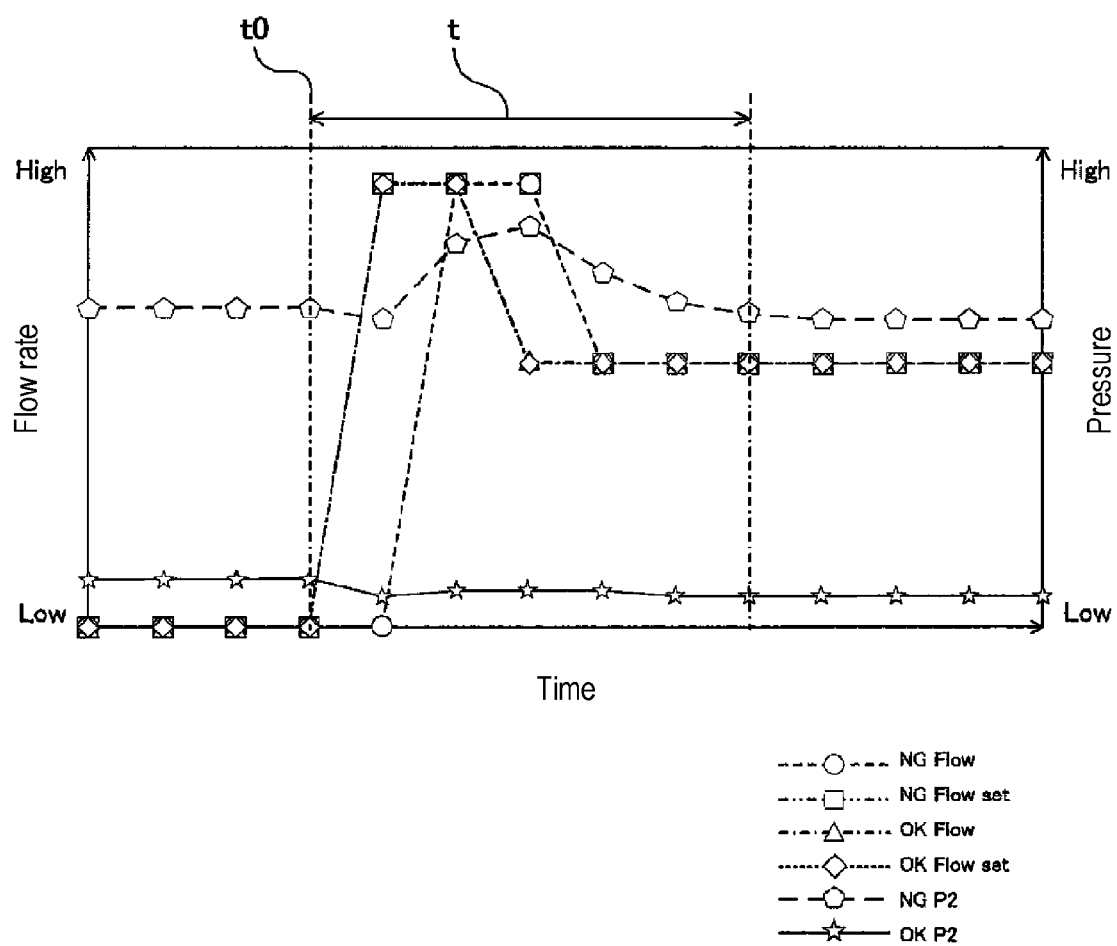 t0
t
High
High
Flow rate
Pressure
Low
Low
Time
NG Flow
NG Flow set
OK Flow
OK Flow set
NG P2
OK P2